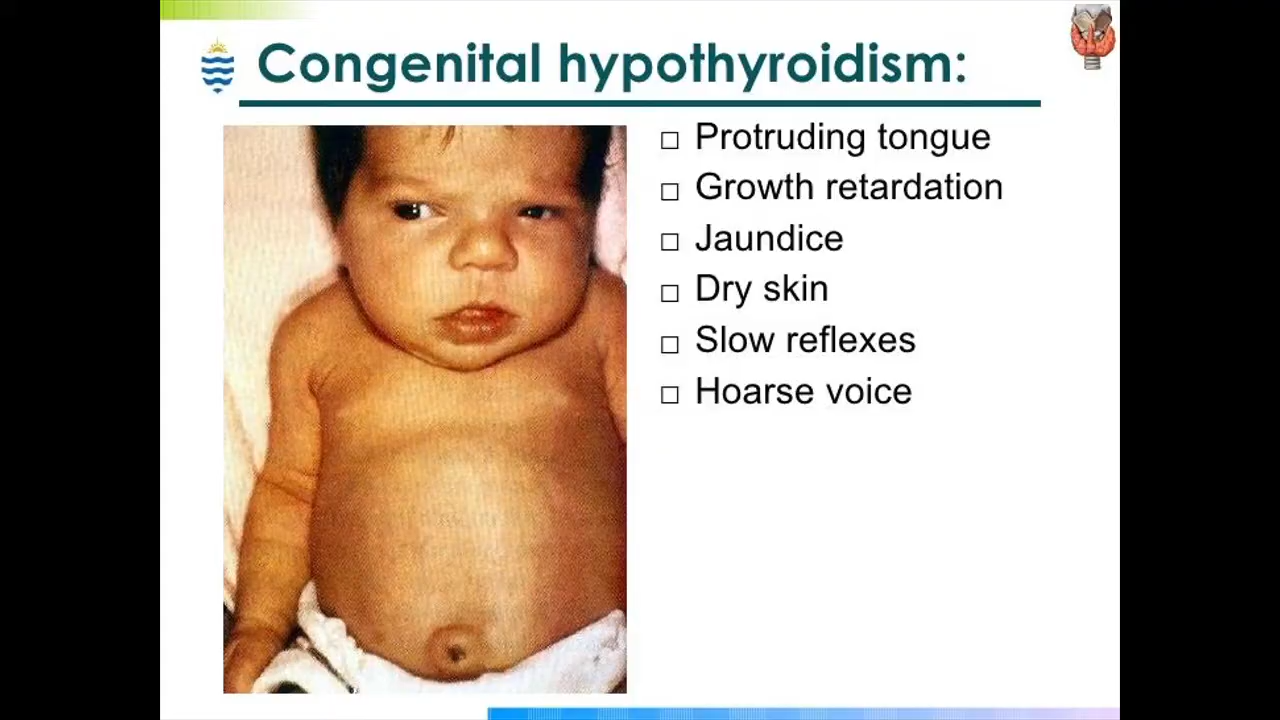 Congenital hypothyroidism:
Protruding tongue
Growth retardation
Jaundice
Dry skin
Slow reflexes
Hoarse voice